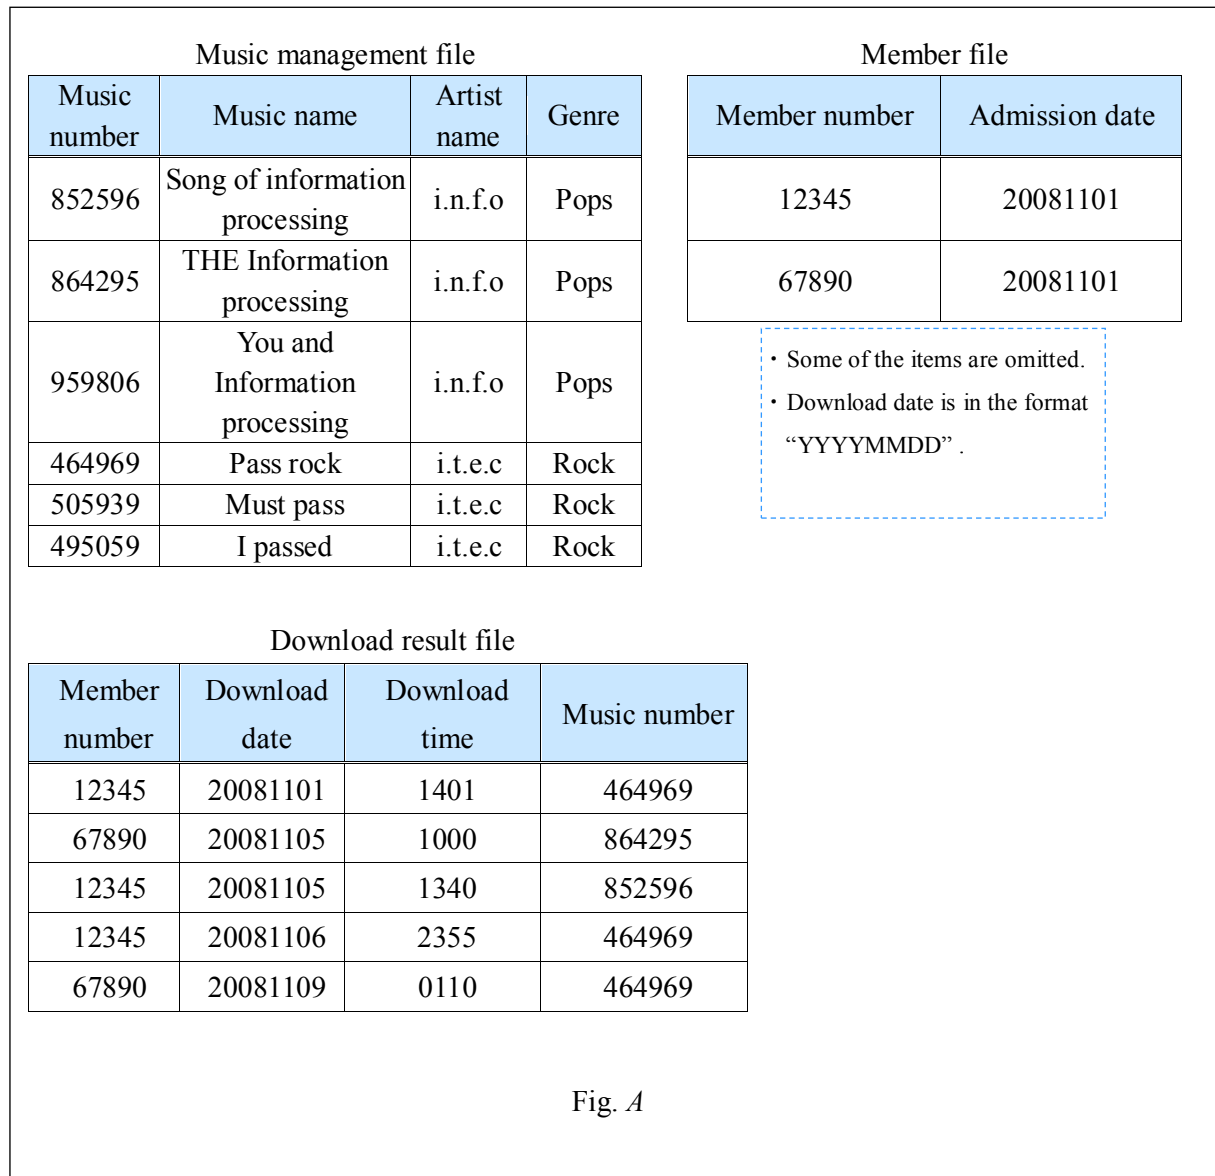 Music management file
Music number Music name Artist name Genre
852596 Song of information processing i.n.f.o Pops
864295 THE Information processing i.n.f.o Pops
959806 You and Information processing i.n.f.o Pops
464969 Pass rock i.t.e.c Rock
505939 Must pass i.t.e.c Rock
495059 I passed i.t.e.c Rock
Member file
Member number Admission date
12345 20081101
67890 20081101
・Some of the items are omitted.
・Download date is in the format
“YYYYMMDD” .
Download result file
Member number Download date Download time Music number
12345 20081101 1401 464969
67890 20081105 1000 864295
12345 20081105 1340 852596
12345 20081106 2355 464969
67890 20081109 0110 464969
Fig. A